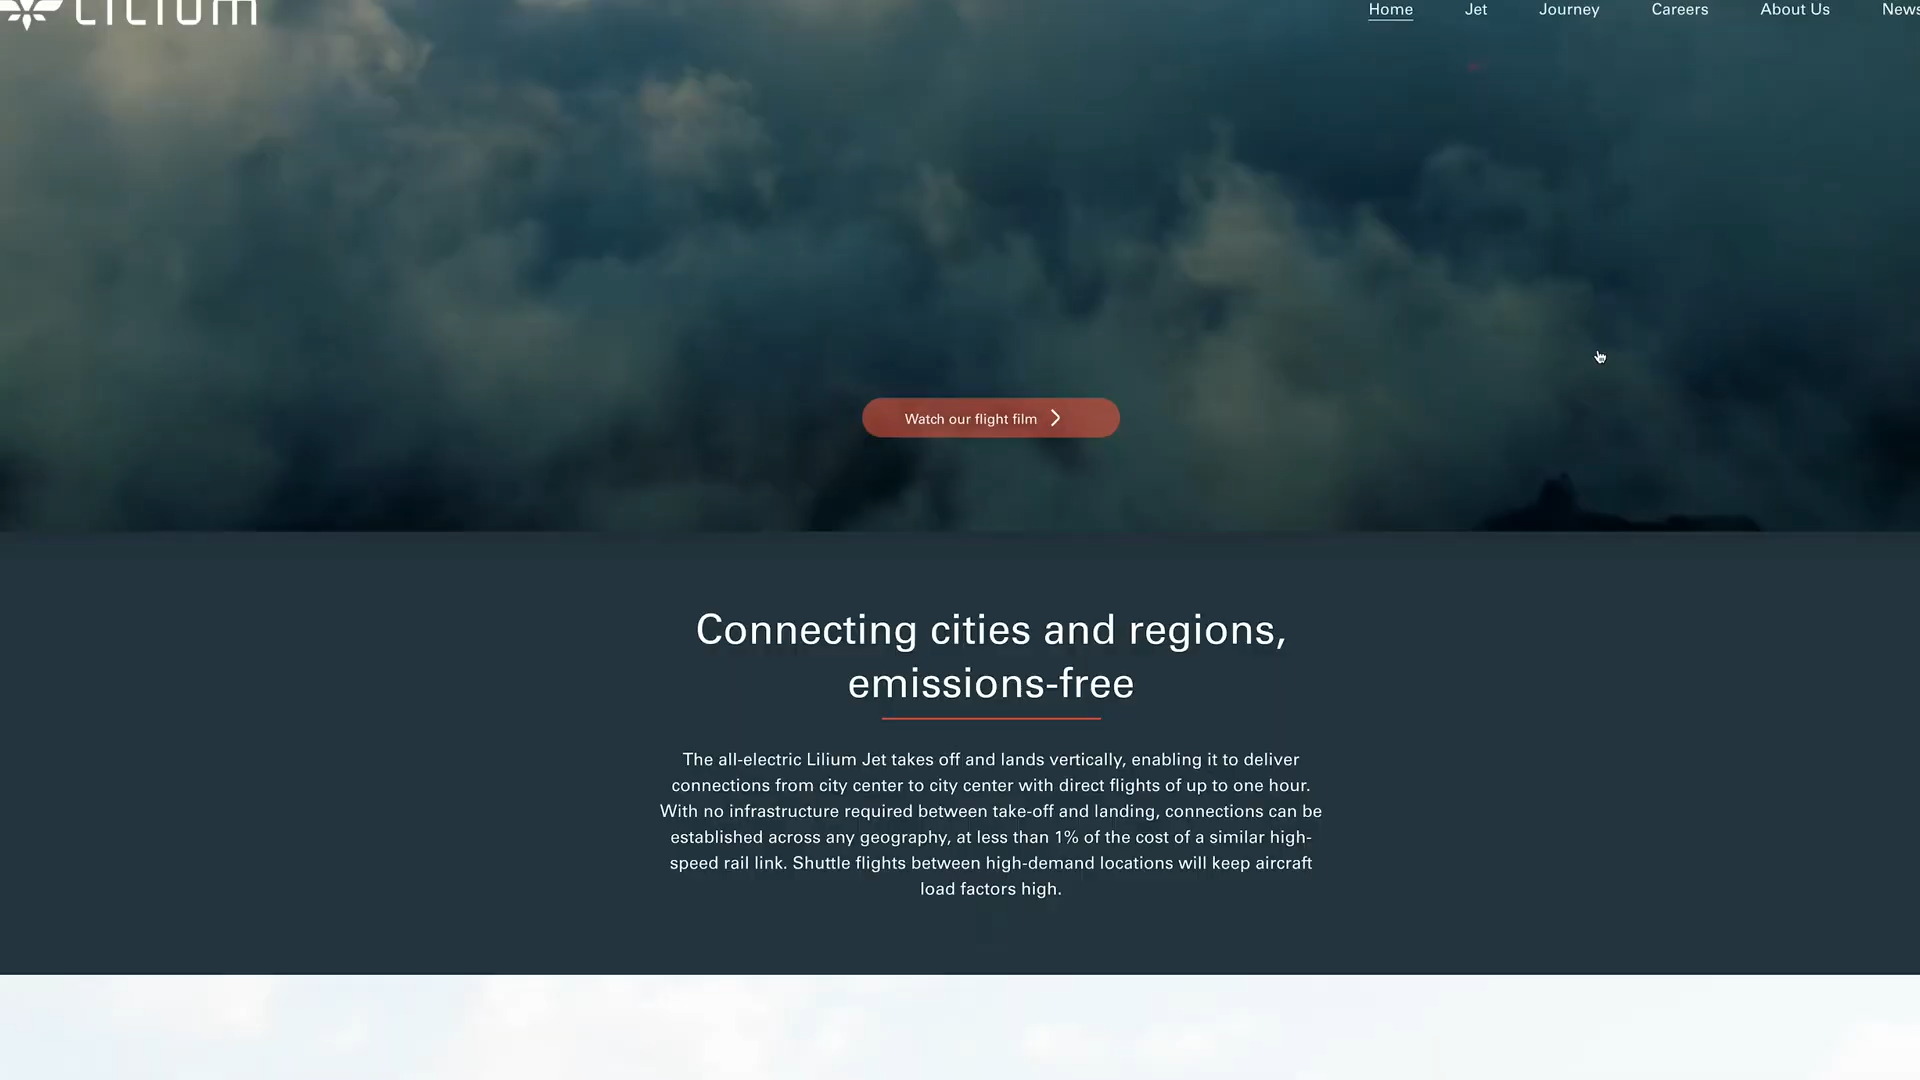 LILIUM
Home Jet Journey Careers About Us News
Watch our flight film
Connecting cities and regions,
emissions-free
The all-electric Lilium Jet takes off and lands vertically, enabling it to deliver
connections from city center to city center with direct flights of up to one hour.
With no infrastructure required between take-off and landing, connections can be
established across any geography, at less than 1% of the cost of a similar high-
speed rail link. Shuttle flights between high-demand locations will keep aircraft
load factors high.